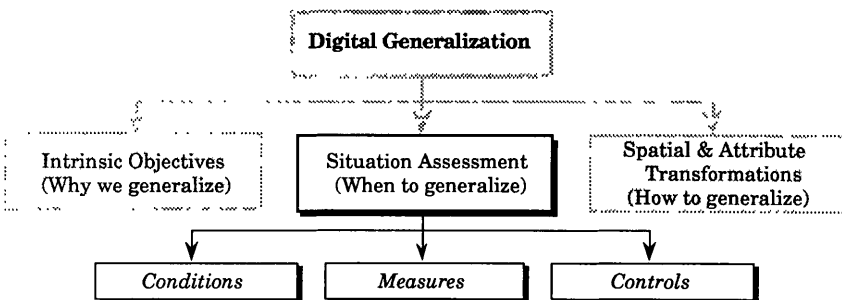 Digital Generalization
Intrinsic Objectives
(Why we generalize)
Situation Assessment
(When to generalize)
Spatial & Attribute
Transformations
(How to generalize)
Conditions
Measures
Controls